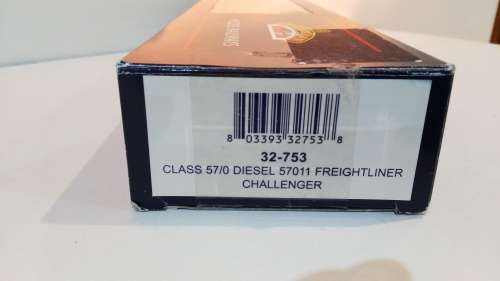 8 03393 32753 8
32-753
CLASS 57/0 DIESEL 57011 FREIGHTLINER
CHALLENGER